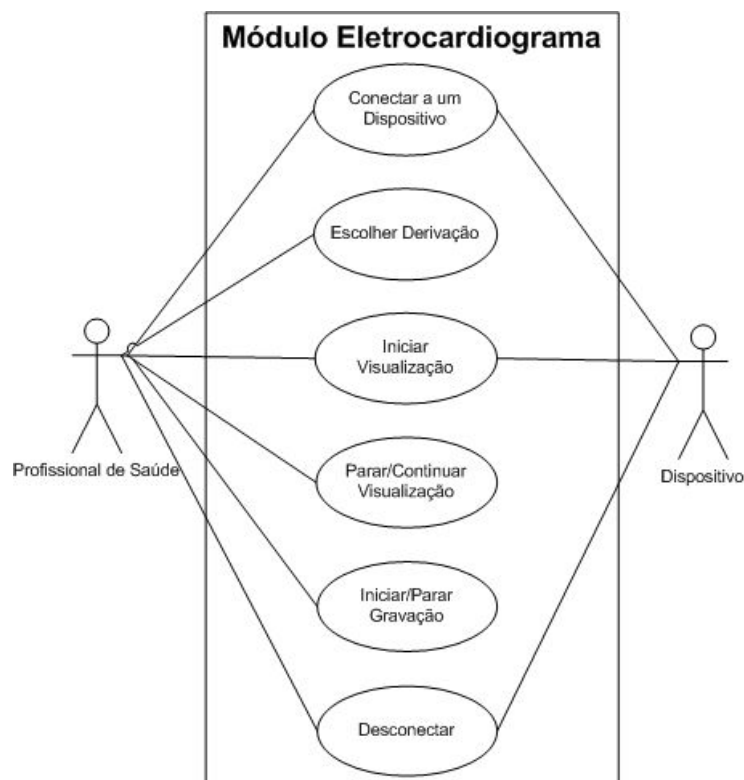 Módulo Eletrocardiograma
Conectar a um
Dispositivo
Escolher Derivação
Iniciar
Visualização
Profissional de Saúde
Dispositivo
Parar/Continuar
Visualização
Iniciar/Parar
Gravação
Desconectar